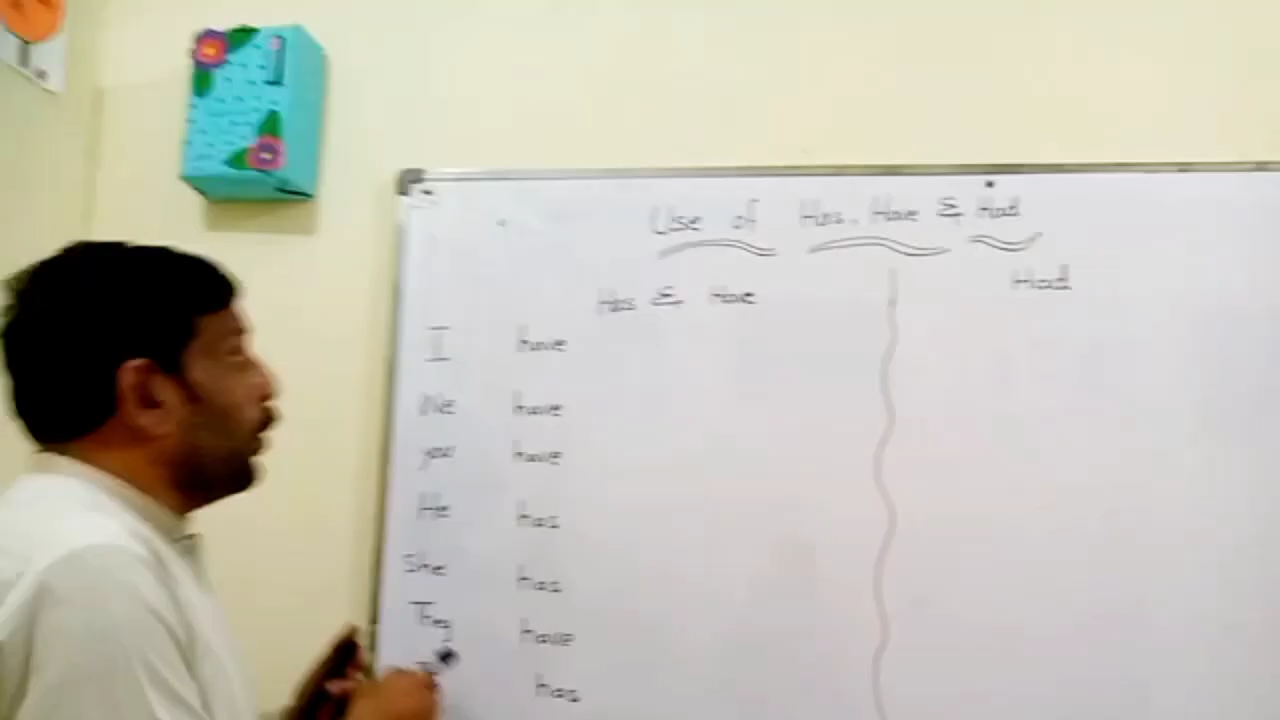 Use of Has, Have & Had
Has & Have
Had
I have
We have
you have
He has
She has
They have
has